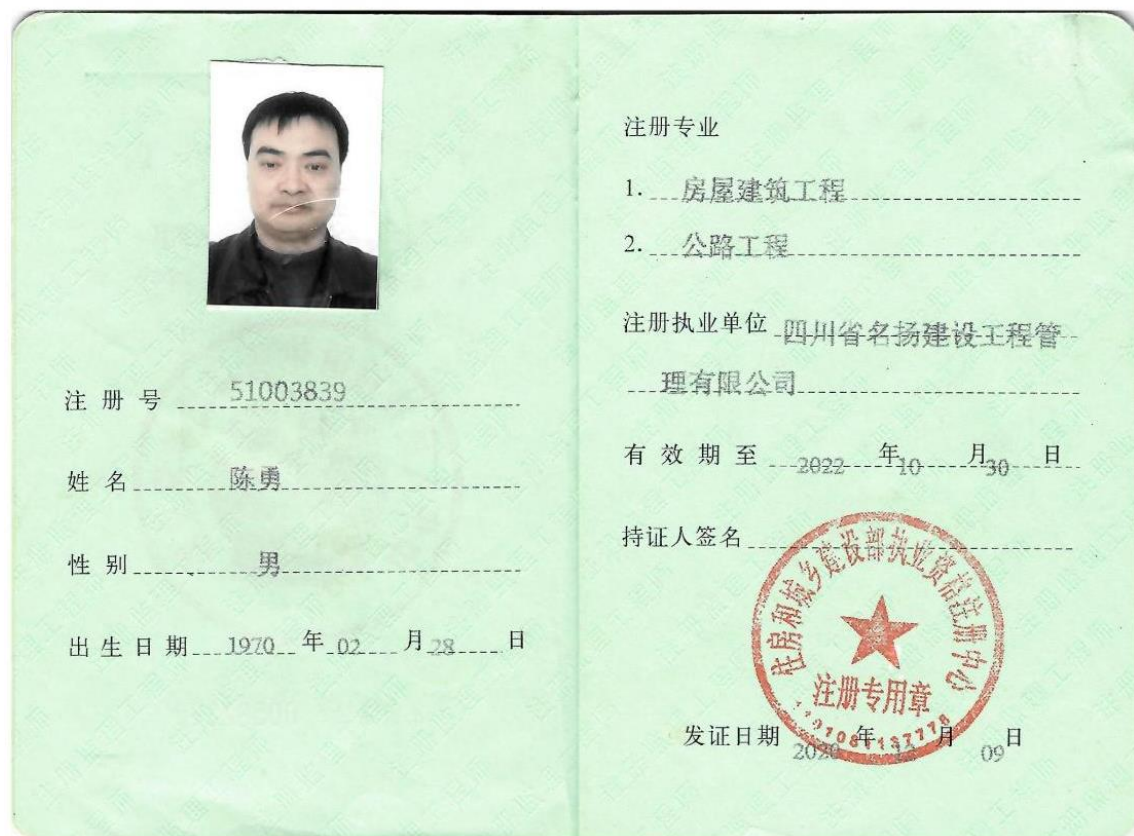 注册号 51003839
姓名 陈勇
性别 男
出生日期 1970 年 02 月 28 日
注册专业
1. 房屋建筑工程
2. 公路工程
注册执业单位 四川省名扬建设工程管
理有限公司
有效期至 2022 年 10 月 30 日
持证人签名
住房和城乡建设部执业资格注册中心
注册专用章
发证日期 2020 年 12 月 09 日